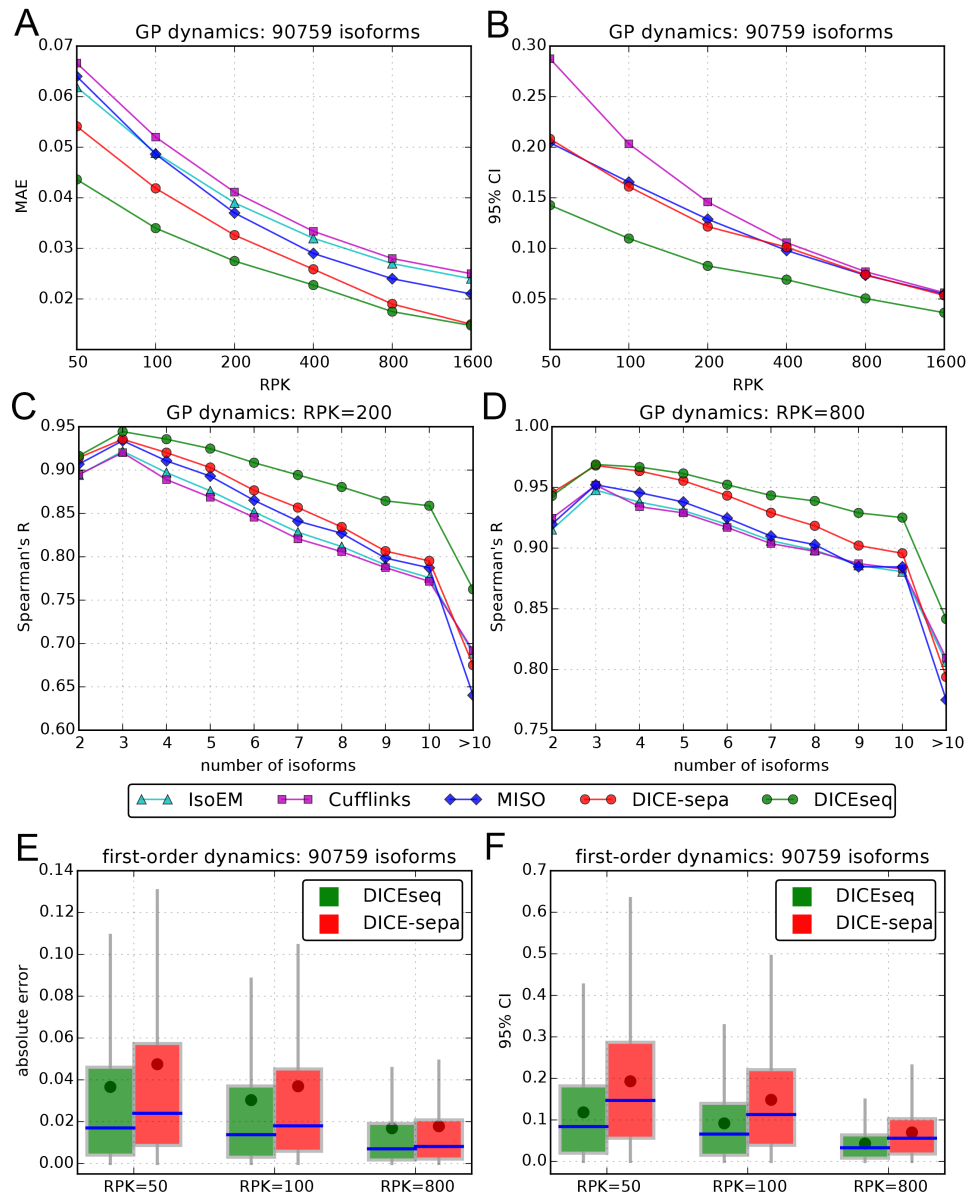 A
GP dynamics: 90759 isoforms
0.07
0.06
0.05
0.04
0.03
0.02
MAE
50 100 200 400 800 1600
RPK
B
GP dynamics: 90759 isoforms
0.30
0.25
0.20
0.15
0.10
0.05
95% CI
50 100 200 400 800 1600
RPK
C
GP dynamics: RPK=200
0.95
0.90
0.85
0.80
0.75
0.70
0.65
0.60
Spearman's R
2 3 4 5 6 7 8 9 10 >10
number of isoforms
D
GP dynamics: RPK=800
1.00
0.95
0.90
0.85
0.80
0.75
Spearman's R
2 3 4 5 6 7 8 9 10 >10
number of isoforms
IsoEM Cufflinks MISO DICE-sepa DICEseq
E
first-order dynamics: 90759 isoforms
0.14
0.12
0.10
0.08
0.06
0.04
0.02
0.00
absolute error
DICEseq
DICE-sepa
RPK=50 RPK=100 RPK=800
F
first-order dynamics: 90759 isoforms
0.7
0.6
0.5
0.4
0.3
0.2
0.1
0.0
95% CI
DICEseq
DICE-sepa
RPK=50 RPK=100 RPK=800